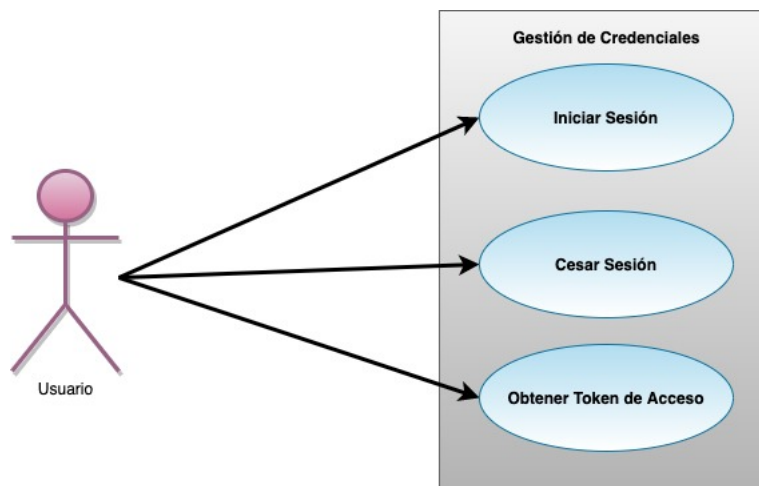 Gestión de Credenciales
Iniciar Sesión
Cesar Sesión
Obtener Token de Acceso
Usuario